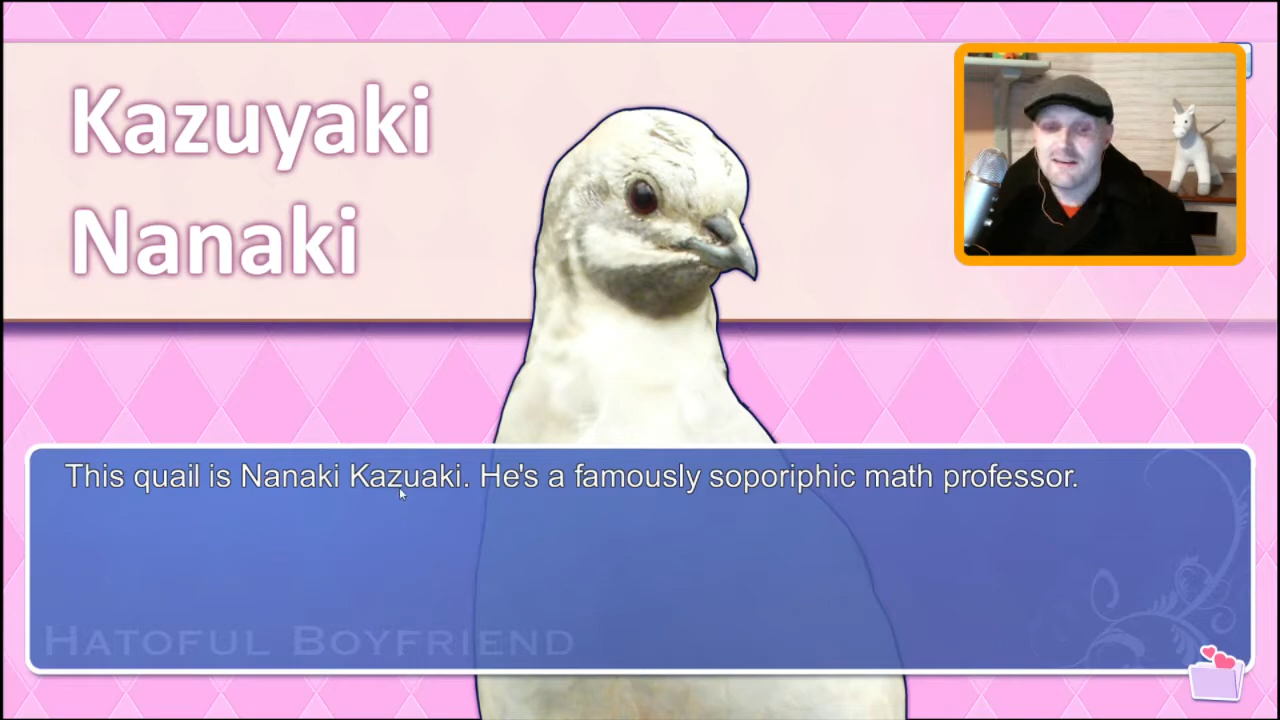 Kazuyaki
Nanaki
This quail is Nanaki Kazuaki. He's a famously soporiphic math professor.
HATOFUL BOYFRIEND